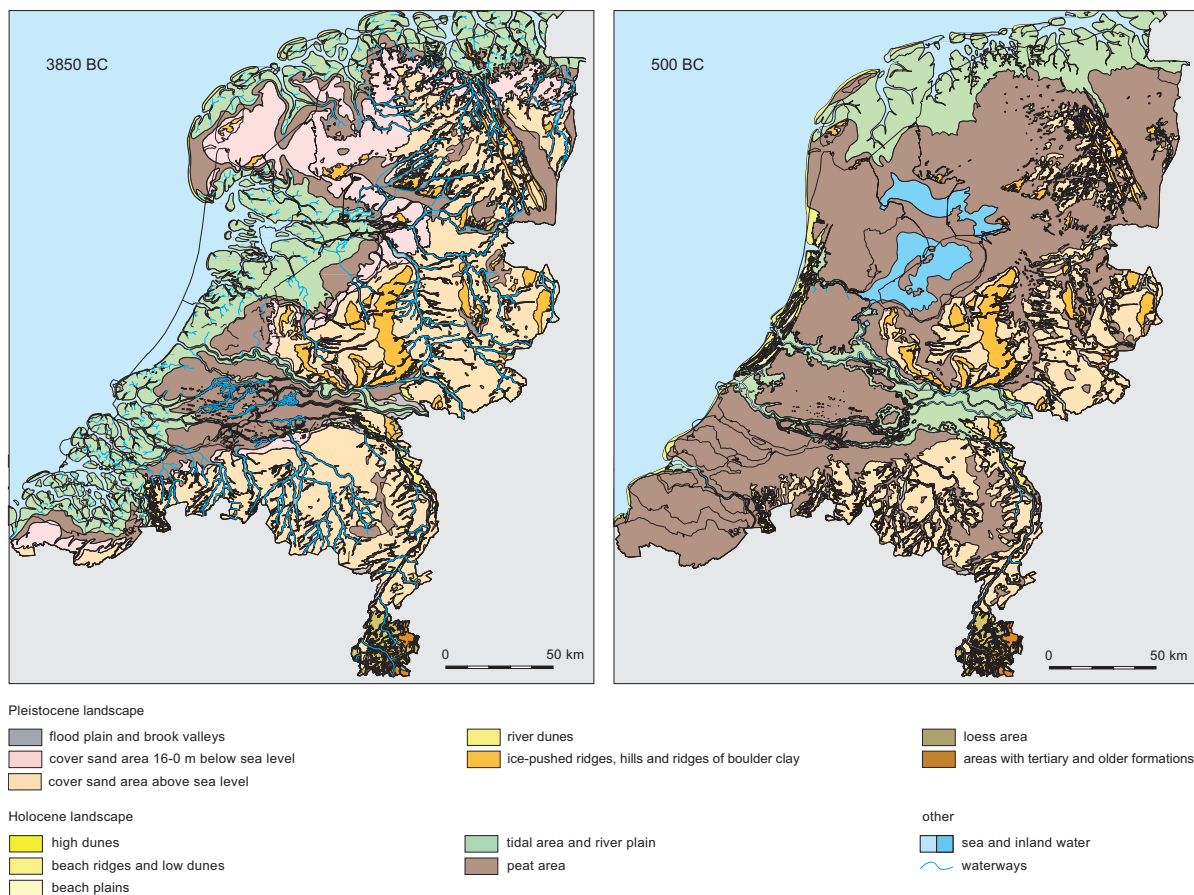 3850 BC
0 50 km
500 BC
0 50 km
Pleistocene landscape
flood plain and brook valleys
cover sand area 16-0 m below sea level
cover sand area above sea level
river dunes
ice-pushed ridges, hills and ridges of boulder clay
loess area
areas with tertiary and older formations
Holocene landscape
high dunes
beach ridges and low dunes
beach plains
tidal area and river plain
peat area
other
sea and inland water
waterways